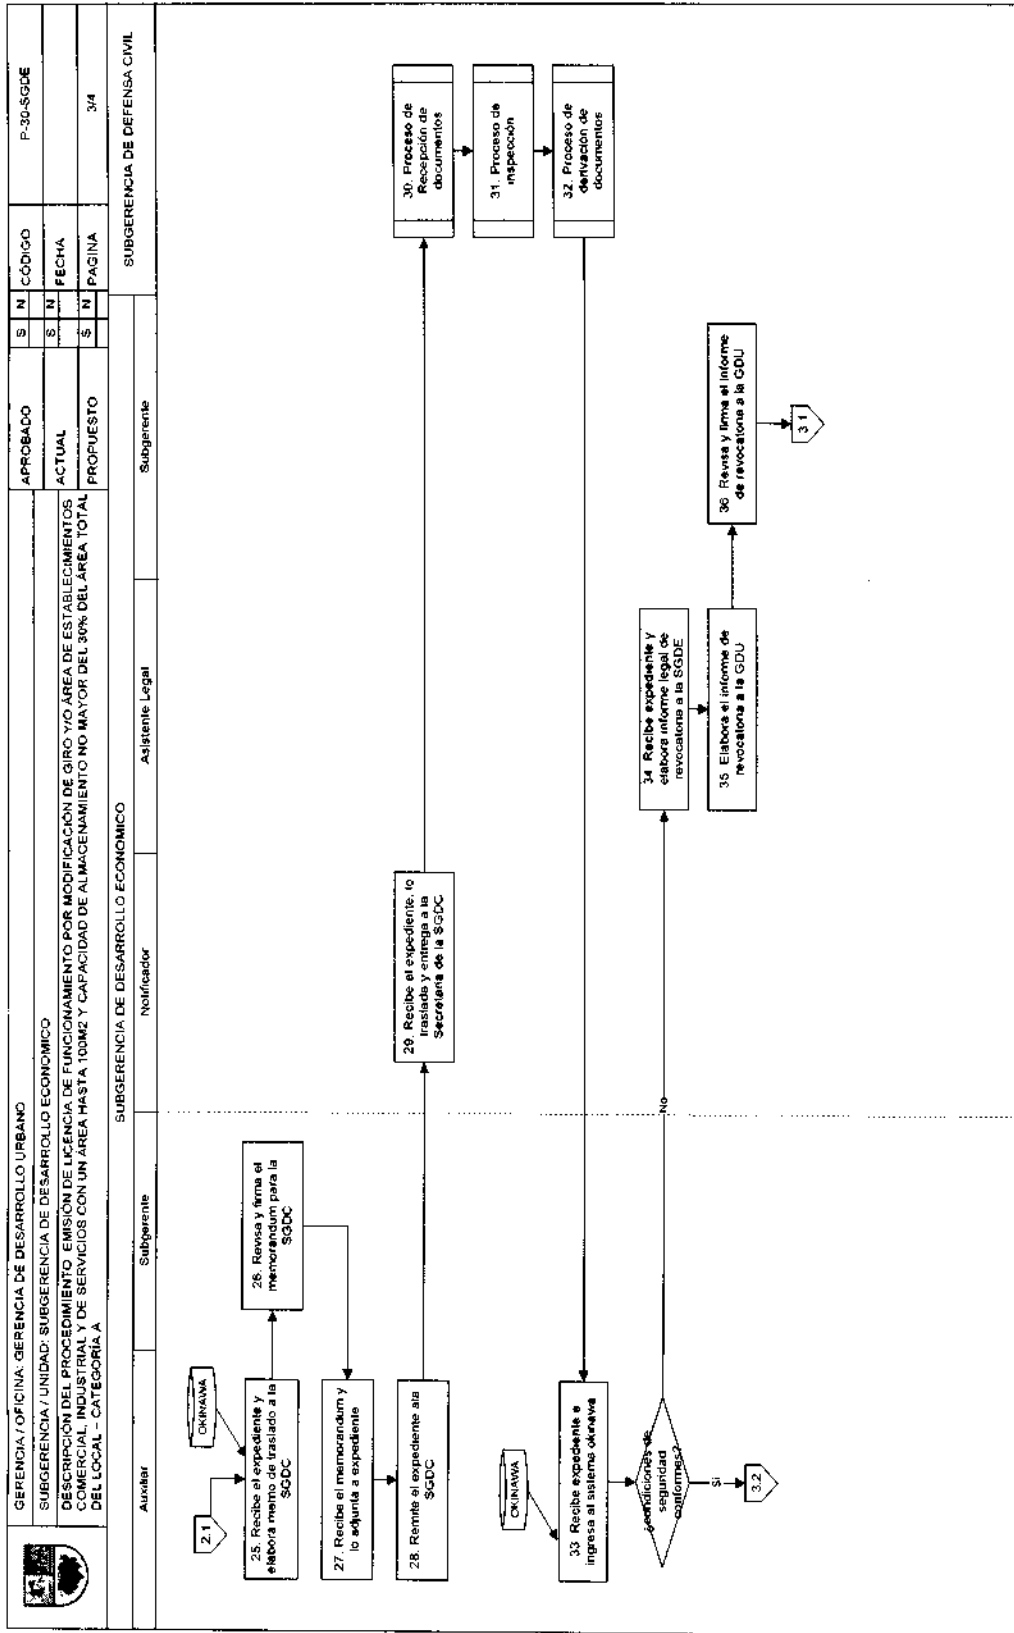 GERENCIA / OFICINA: GERENCIA DE DESARROLLO URBANO
SUBGERENCIA / UNIDAD: SUBGERENCIA DE DESARROLLO ECONOMICO
DESCRIPCIÓN DEL PROCEDIMIENTO EMISIÓN DE LICENCIA DE FUNCIONAMIENTO POR MODIFICACIÓN DE GIRO Y/O ÁREA DE ESTABLECIMIENTOS
COMERCIAL, INDUSTRIAL Y DE SERVICIOS CON UN ÁREA HASTA 100M2 Y CAPACIDAD DE ALMACENAMIENTO NO MAYOR DEL 30% DEL ÁREA TOTAL
DEL LOCAL – CATEGORÍA A
APROBADO S N CÓDIGO P-30-SGDE
ACTUAL S N FECHA
PROPUESTO S N PAGINA 3/4
SUBGERENCIA DE DESARROLLO ECONOMICO
SUBGERENCIA DE DEFENSA CIVIL
Auxiliar
Subgerente
Notificador
Asistente Legal
Subgerente
2.1
OKINAWA
25. Recibe el expediente y
elabora memo de traslado a la
SGDC
26. Revisa y firma el
memorandum para la
SGDC
27. Recibe el memorandum y
lo adjunta a expediente
28. Remite el expediente ala
SGDC
29. Recibe el expediente, lo
traslada y entrega a la
Secretaria de la SGDC
30. Proceso de
Recepción de
documentos
31. Proceso de
inspección
32. Proceso de
derivación de
documentos
OKINAWA
33 Recibe expediente e
ingresa al sistema okinawa
¿condiciones de
seguridad
conformes?
Si
3.2
No
34 Recibe expediente y
elabora informe legal de
revocatoria a la SGDE
35 Elabora el informe de
revocatoria a la GDU
36 Revisa y firma el informe
de revocatoria a la GDU
3.1